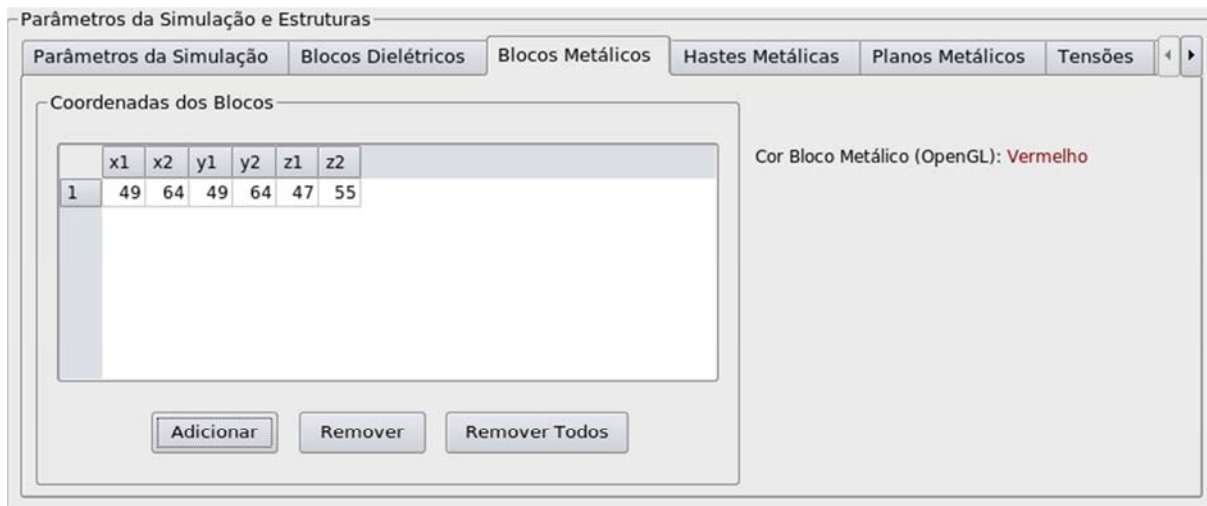 Parâmetros da Simulação e Estruturas
Parâmetros da Simulação Blocos Dielétricos Blocos Metálicos Hastes Metálicas Planos Metálicos Tensões
Coordenadas dos Blocos
Cor Bloco Metálico (OpenGL): Vermelho
x1 x2 y1 y2 z1 z2
1 49 64 49 64 47 55
Adicionar Remover Remover Todos